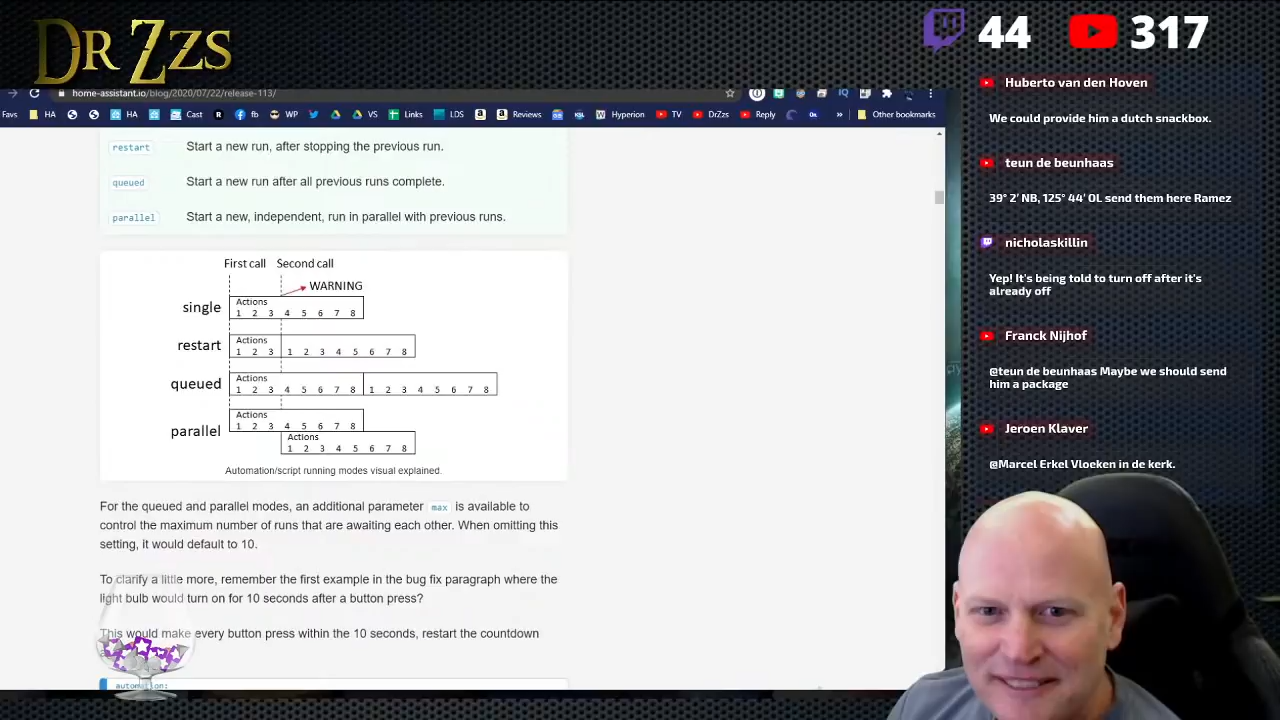 DR ZZS
44
317
home-assistant.io/blog/2020/07/22/release-113/
Favs HA HA Cast fb WP VS Links LDS Reviews Hyperion TV DrZzs Reply » Other bookmarks
restart Start a new run, after stopping the previous run.
queued Start a new run after all previous runs complete.
parallel Start a new, independent, run in parallel with previous runs.
First call Second call
WARNING
single
Actions
1 2 3 4 5 6 7 8
restart
Actions
1 2 3 1 2 3 4 5 6 7 8
queued
Actions
1 2 3 4 5 6 7 8 1 2 3 4 5 6 7 8
parallel
Actions
1 2 3 4 5 6 7 8
Actions
1 2 3 4 5 6 7 8
Automation/script running modes visual explained.
For the queued and parallel modes, an additional parameter max is available to
control the maximum number of runs that are awaiting each other. When omitting this
setting, it would default to 10.
To clarify a little more, remember the first example in the bug fix paragraph where the
light bulb would turn on for 10 seconds after a button press?
This would make every button press within the 10 seconds, restart the countdown
automation:
Huberto van den Hoven
We could provide him a dutch snackbox.
teun de beunhaas
39° 2′ NB, 125° 44′ OL send them here Ramez
nicholaskillin
Yep! It's being told to turn off after it's
already off
Franck Nijhof
@teun de beunhaas Maybe we should send
him a package
Jeroen Klaver
@Marcel Erkel Vloeken in de kerk.